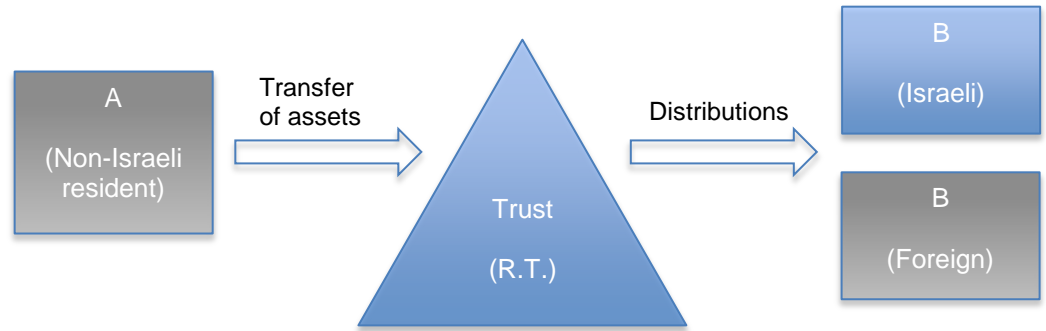 A
(Non-Israeli
resident)
Transfer
of assets
Trust
(R.T.)
Distributions
B
(Israeli)
B
(Foreign)